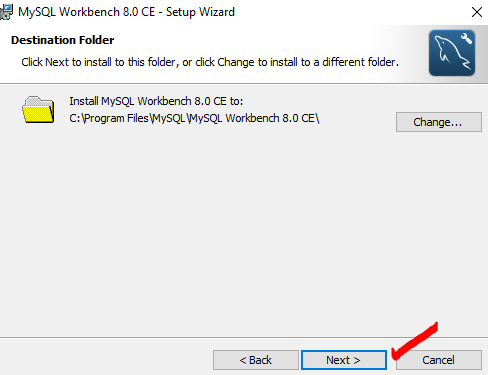 MySQL Workbench 8.0 CE - Setup Wizard
Destination Folder
Click Next to install to this folder, or click Change to install to a different folder.
Install MySQL Workbench 8.0 CE to:
C:\Program Files\MySQL\MySQL Workbench 8.0 CE\
Change...
< Back
Next >
Cancel